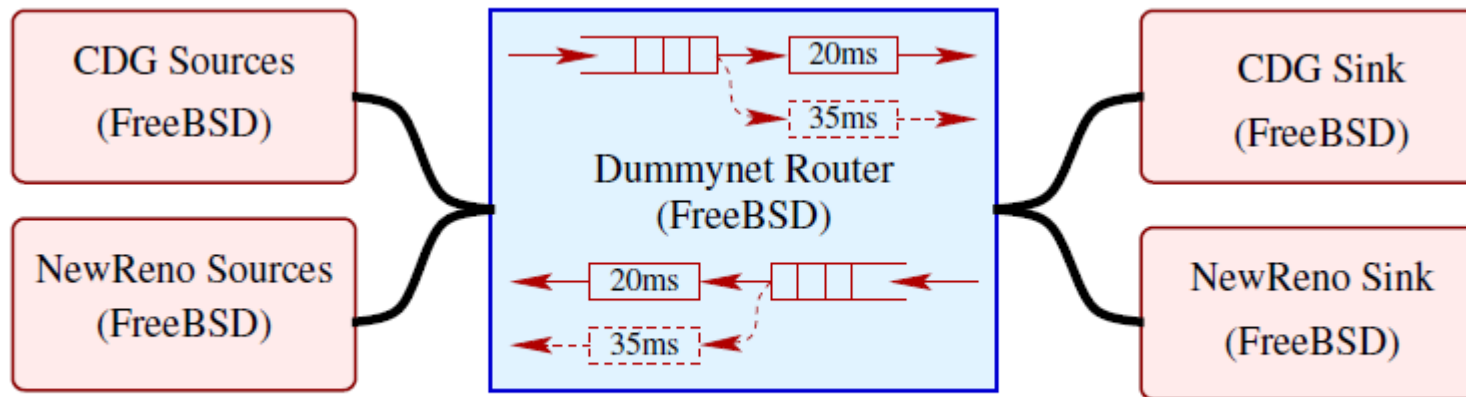 CDG Sources
(FreeBSD)
NewReno Sources
(FreeBSD)
20ms
35ms
Dummynet Router
(FreeBSD)
20ms
35ms
CDG Sink
(FreeBSD)
NewReno Sink
(FreeBSD)